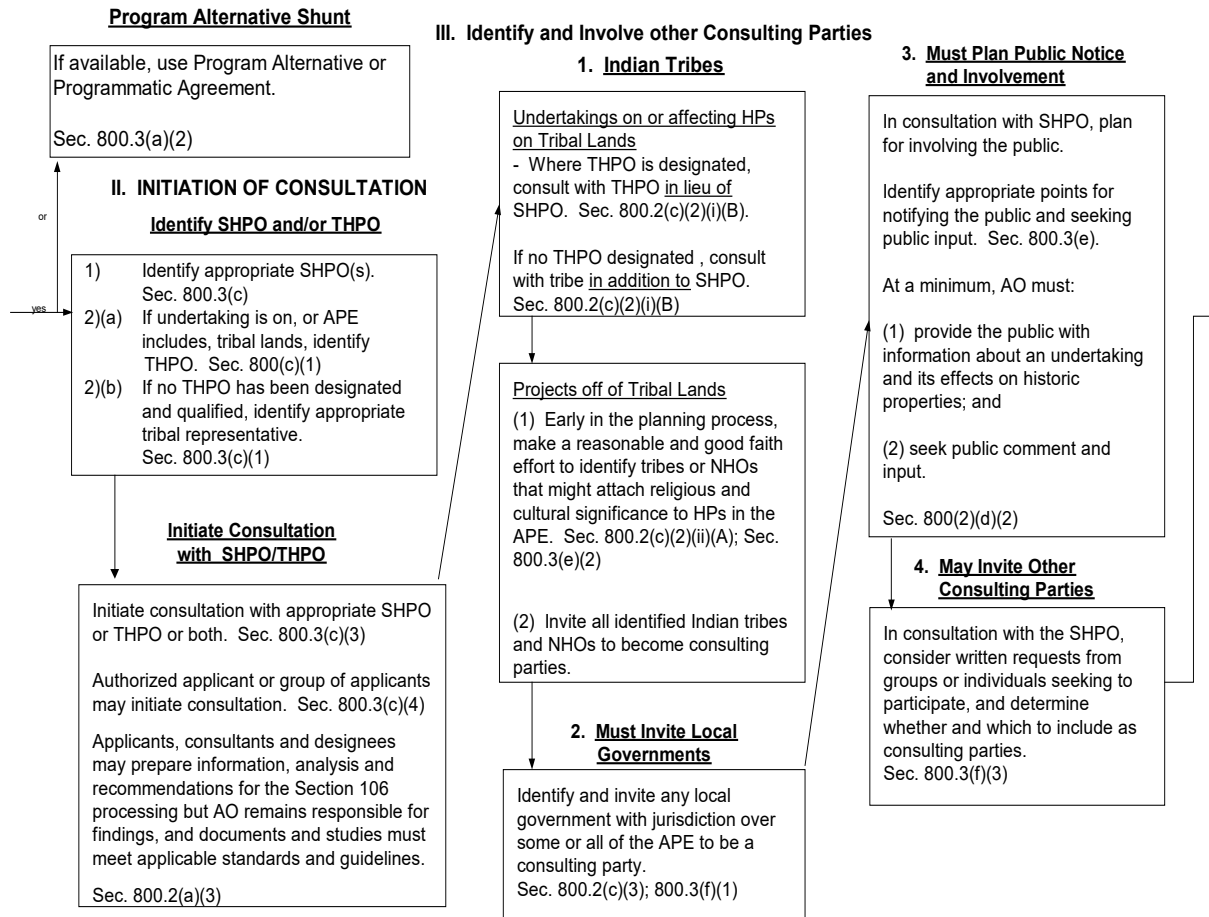 Program Alternative Shunt
If available, use Program Alternative or
Programmatic Agreement.
Sec. 800.3(a)(2)
or
yes
II. INITIATION OF CONSULTATION
Identify SHPO and/or THPO
1) Identify appropriate SHPO(s).
Sec. 800.3(c)
2)(a) If undertaking is on, or APE
includes, tribal lands, identify
THPO. Sec. 800(c)(1)
2)(b) If no THPO has been designated
and qualified, identify appropriate
tribal representative.
Sec. 800.3(c)(1)
Initiate Consultation
with SHPO/THPO
Initiate consultation with appropriate SHPO
or THPO or both. Sec. 800.3(c)(3)
Authorized applicant or group of applicants
may initiate consultation. Sec. 800.3(c)(4)
Applicants, consultants and designees
may prepare information, analysis and
recommendations for the Section 106
processing but AO remains responsible for
findings, and documents and studies must
meet applicable standards and guidelines.
Sec. 800.2(a)(3)
III. Identify and Involve other Consulting Parties
1. Indian Tribes
Undertakings on or affecting HPs
on Tribal Lands
- Where THPO is designated,
consult with THPO in lieu of
SHPO. Sec. 800.2(c)(2)(i)(B).
If no THPO designated , consult
with tribe in addition to SHPO.
Sec. 800.2(c)(2)(i)(B)
Projects off of Tribal Lands
(1) Early in the planning process,
make a reasonable and good faith
effort to identify tribes or NHOs
that might attach religious and
cultural significance to HPs in the
APE. Sec. 800.2(c)(2)(ii)(A); Sec.
800.3(e)(2)
(2) Invite all identified Indian tribes
and NHOs to become consulting
parties.
2. Must Invite Local
Governments
Identify and invite any local
government with jurisdiction over
some or all of the APE to be a
consulting party.
Sec. 800.2(c)(3); 800.3(f)(1)
3. Must Plan Public Notice
and Involvement
In consultation with SHPO, plan
for involving the public.
Identify appropriate points for
notifying the public and seeking
public input. Sec. 800.3(e).
At a minimum, AO must:
(1) provide the public with
information about an undertaking
and its effects on historic
properties; and
(2) seek public comment and
input.
Sec. 800(2)(d)(2)
4. May Invite Other
Consulting Parties
In consultation with the SHPO,
consider written requests from
groups or individuals seeking to
participate, and determine
whether and which to include as
consulting parties.
Sec. 800.3(f)(3)